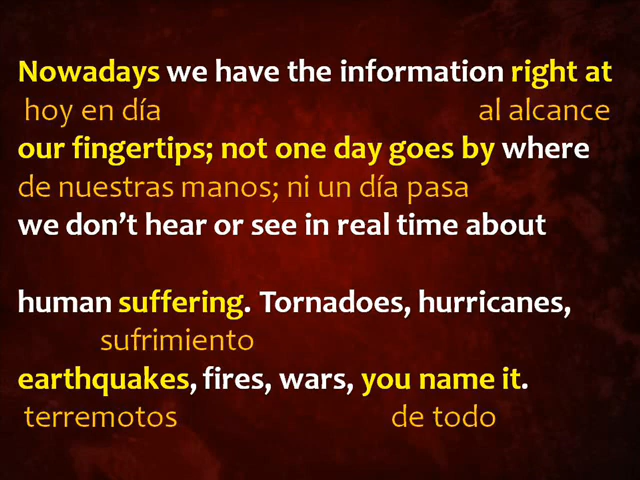 Nowadays we have the information right at
hoy en día al alcance
our fingertips; not one day goes by where
de nuestras manos; ni un día pasa
we don’t hear or see in real time about
human suffering. Tornadoes, hurricanes,
sufrimiento
earthquakes, fires, wars, you name it.
terremotos de todo